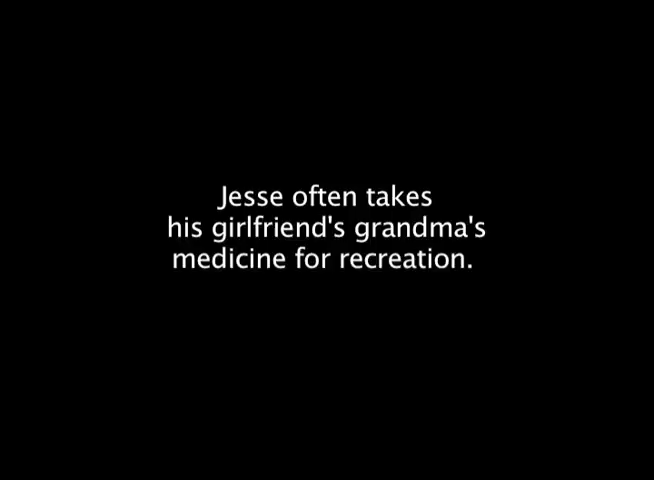 Jesse often takes
his girlfriend's grandma's
medicine for recreation.